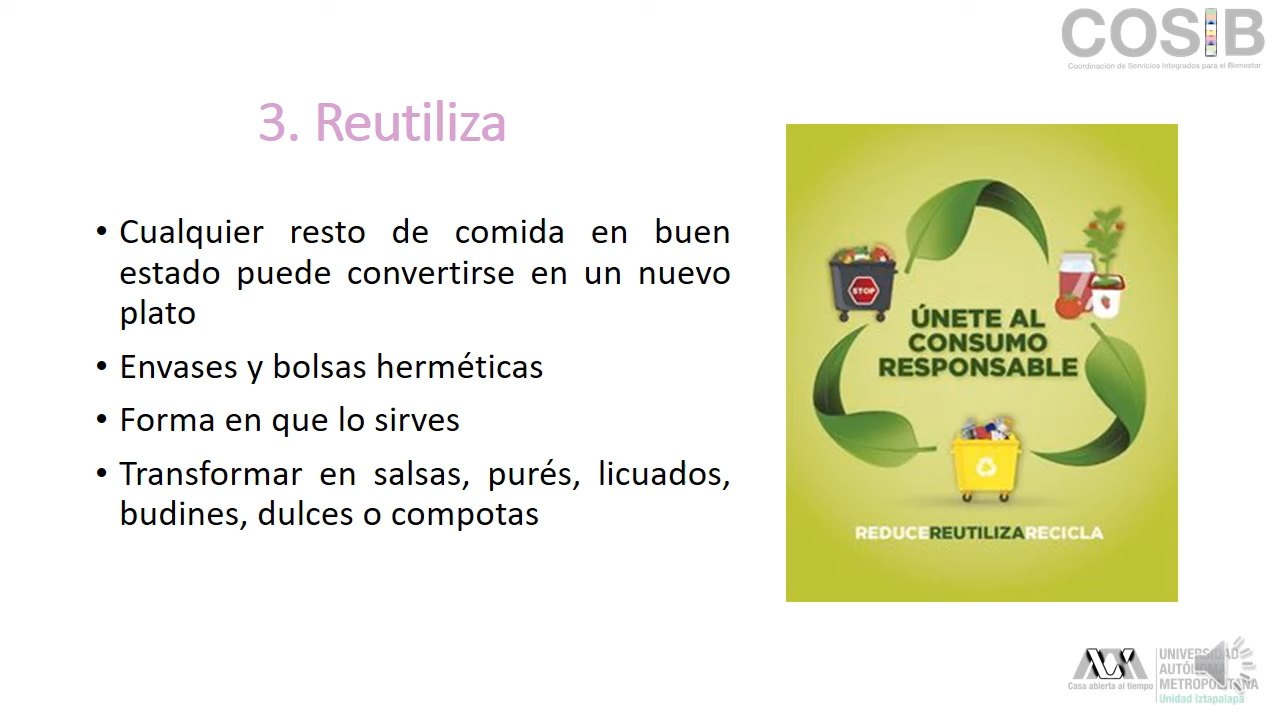 COSIB
Coordinación de Servicios Integrados para el Bienestar
3. Reutiliza
• Cualquier resto de comida en buen
estado puede convertirse en un nuevo
plato
• Envases y bolsas herméticas
• Forma en que lo sirves
• Transformar en salsas, purés, licuados,
budines, dulces o compotas
STOP
ÚNETE AL
CONSUMO
RESPONSABLE
REDUCEREUTILIZARECICLA
Casa abierta al tiempo
UNIVERSIDAD
AUTÓNOMA
METROPOLITANA
Unidad Iztapalapa